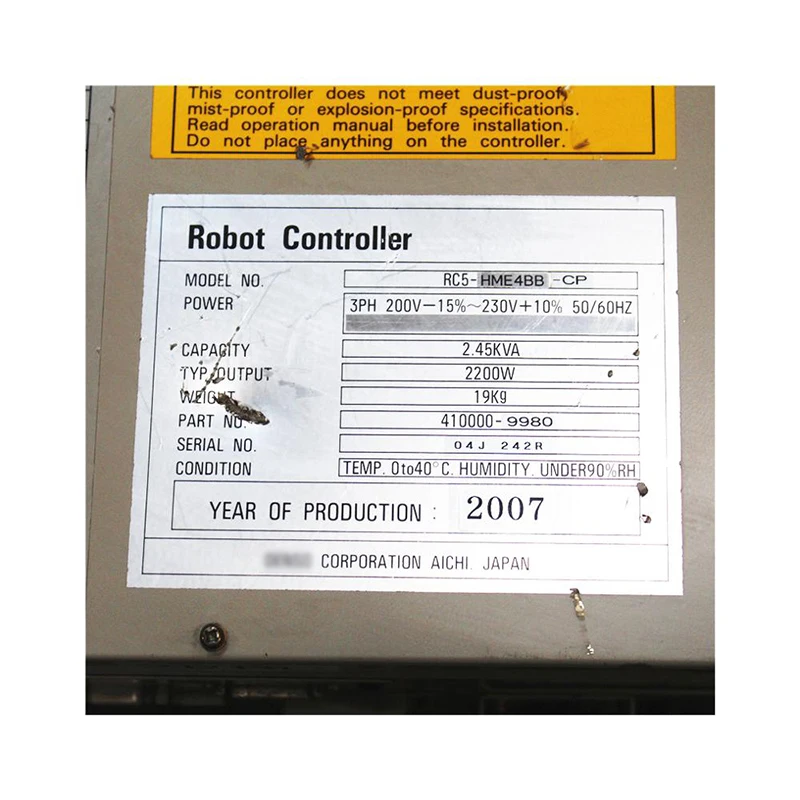 This controller does not meet dust-proof,
mist-proof or explosion-proof specifications.
Read operation manual before installation.
Do not place anything on the controller.
Robot Controller
MODEL NO. RC5-HME4BB-CP
POWER 3PH 200V-15%~230V+10% 50/60HZ
CAPACITY 2.45KVA
TYP OUTPUT 2200W
WEIGHT 19Kg
PART NO. 410000-9980
SERIAL NO. 04J 242R
CONDITION TEMP. 0to40°C. HUMIDITY. UNDER90%RH
YEAR OF PRODUCTION : 2007
CORPORATION AICHI. JAPAN